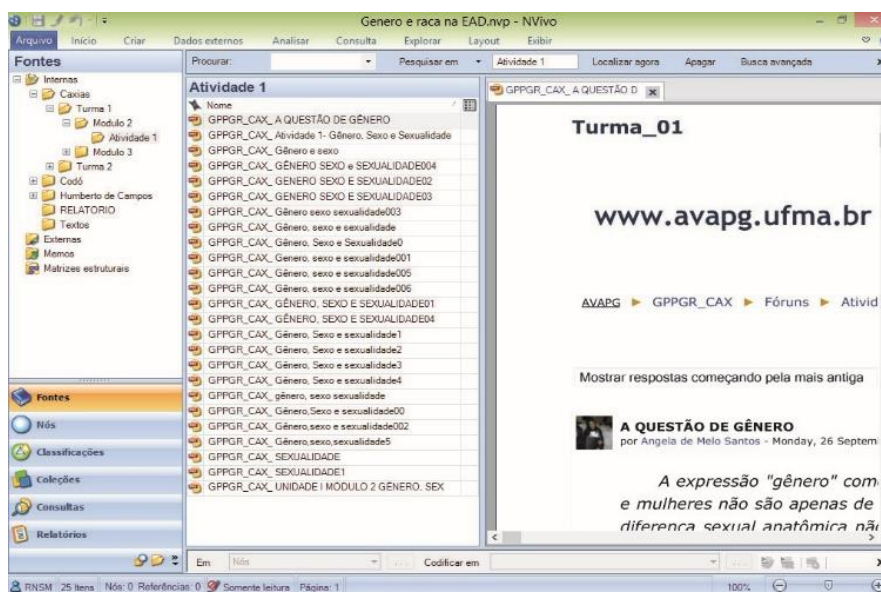 Genero e raca na EAD.nvp - NVivo
Arquivo Início Criar Dados externos Analisar Consulta Explorar Layout Exibir
Fontes
Procurar: Pesquisar em Atividade 1 Localizar agora Apagar Busca avançada
Internas
Caxias
Turma 1
Modulo 2
Atividade 1
Modulo 3
Turma 2
Codó
Humberto de Campos
RELATORIO
Textos
Externas
Memos
Matrizes estruturais
Fontes
Nós
Classificações
Coleções
Consultas
Relatórios
Atividade 1
Nome
GPPGR_CAX_ A QUESTÃO DE GÊNERO
GPPGR_CAX_ Atividade 1- Gênero, Sexo e Sexualidade
GPPGR_CAX_ Gênero e sexo
GPPGR_CAX_ GÊNERO SEXO e SEXUALIDADE004
GPPGR_CAX_ GENERO SEXO E SEXUALIDADE02
GPPGR_CAX_ GENERO SEXO E SEXUALIDADE03
GPPGR_CAX_ Gênero sexo sexualidade003
GPPGR_CAX_ Genero, sexo e sexualidade
GPPGR_CAX_ Gênero, Sexo e Sexualidade0
GPPGR_CAX_ Genero, sexo e sexualidade001
GPPGR_CAX_ Gênero, sexo e sexualidade005
GPPGR_CAX_ Gênero, sexo e sexualidade006
GPPGR_CAX_ GÊNERO, SEXO E SEXUALIDADE01
GPPGR_CAX_ GÊNERO, SEXO E SEXUALIDADE04
GPPGR_CAX_ Gênero, Sexo e sexualidade1
GPPGR_CAX_ Gênero, Sexo e sexualidade2
GPPGR_CAX_ Gênero, Sexo e sexualidade3
GPPGR_CAX_ Gênero, Sexo e sexualidade4
GPPGR_CAX_ gênero, sexo sexualidade
GPPGR_CAX_ Gênero,Sexo e sexualidade00
GPPGR_CAX_ Gênero,sexo e sexualidade002
GPPGR_CAX_ Gênero,sexo,sexualidade5
GPPGR_CAX_ SEXUALIDADE
GPPGR_CAX_ SEXUALIDADE1
GPPGR_CAX_ UNIDADE I MÓDULO 2 GÊNERO. SEX
GPPGR_CAX_ A QUESTÃO D
Turma_01
www.avapg.ufma.br
AVAPG ► GPPGR_CAX ► Fóruns ► Ativid
Mostrar respostas começando pela mais antiga
A QUESTÃO DE GÊNERO
por Angela de Melo Santos - Monday, 26 Septem
A expressão "gênero" com
e mulheres não são apenas de
diferença sexual anatômica nã
Em Nós Codificar em
RNSM 25 Itens Nós: 0 Referências: 0 Somente leitura Página: 1 100%